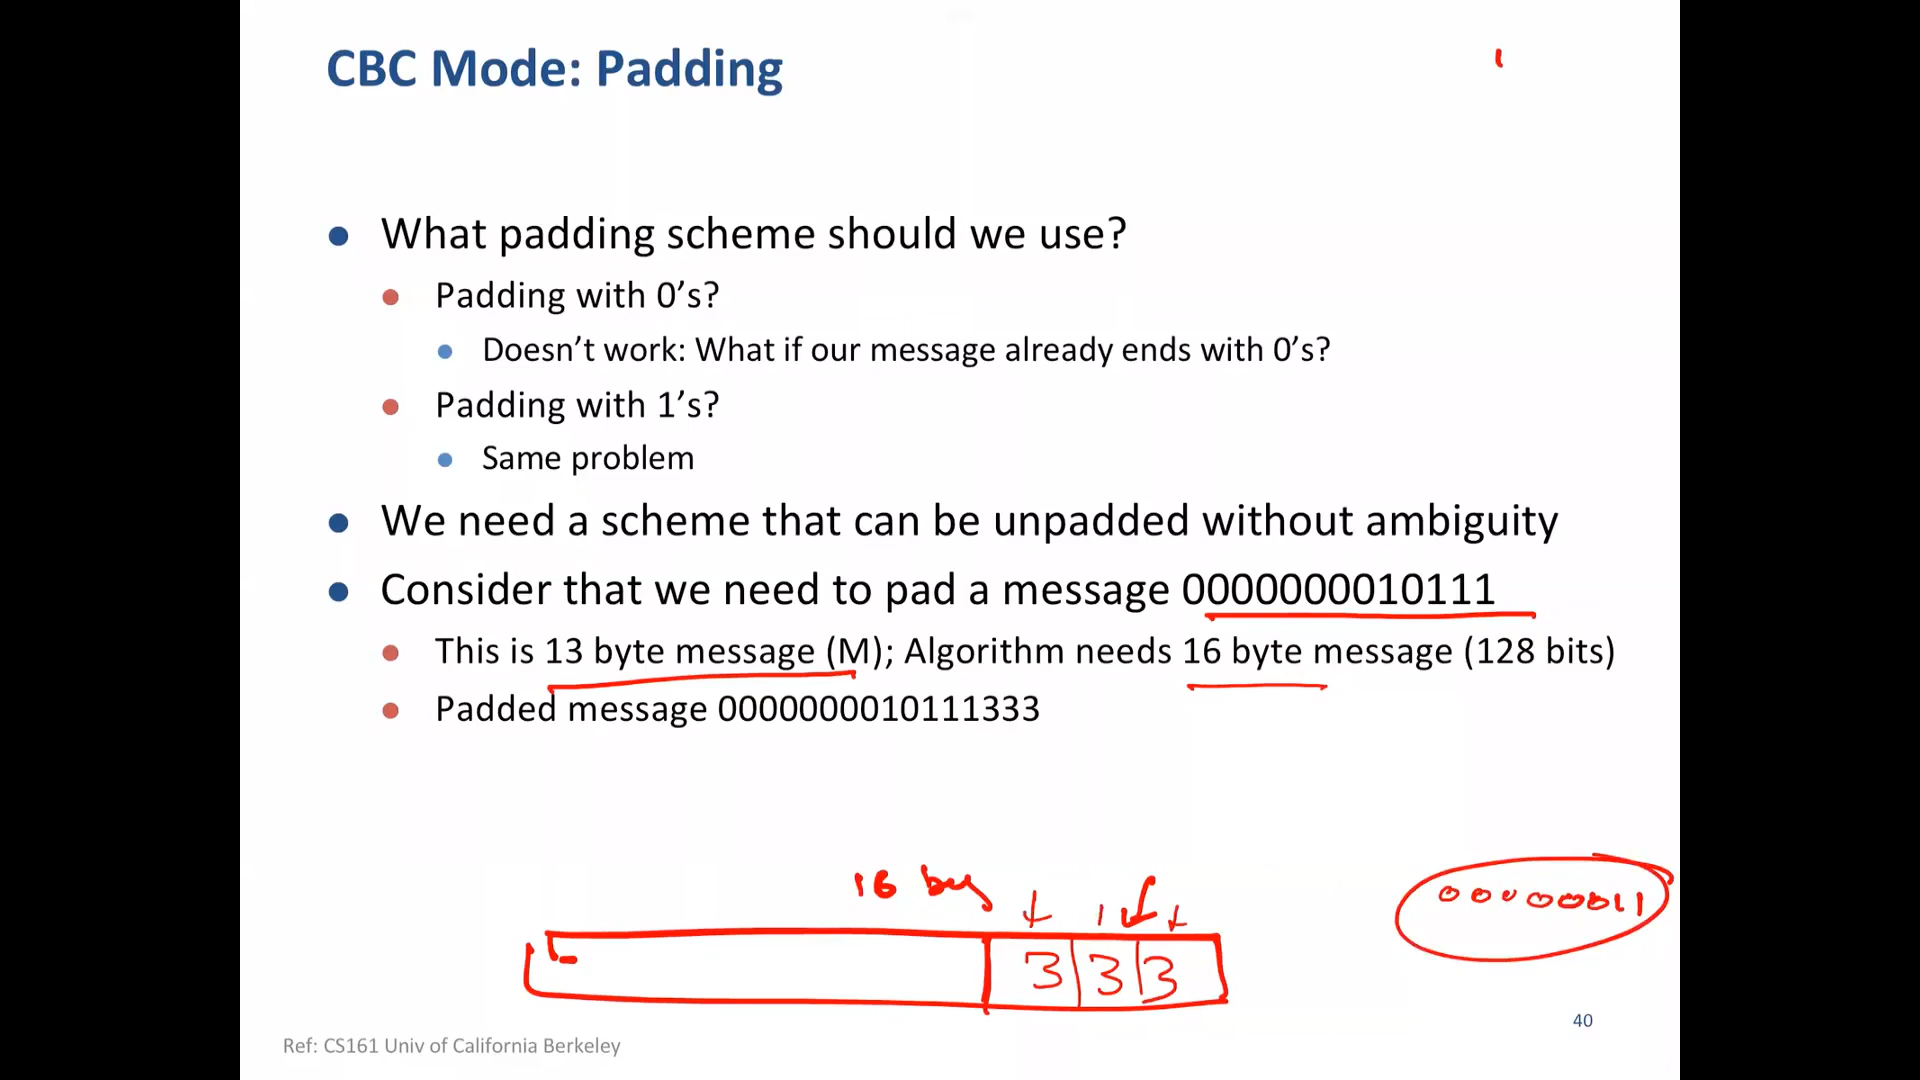 CBC Mode: Padding
What padding scheme should we use?
Padding with 0’s?
Doesn’t work: What if our message already ends with 0’s?
Padding with 1’s?
Same problem
We need a scheme that can be unpadded without ambiguity
Consider that we need to pad a message 0000000010111
This is 13 byte message (M); Algorithm needs 16 byte message (128 bits)
Padded message 0000000010111333
16
00000011
3 3 3
40
Ref: CS161 Univ of California Berkeley